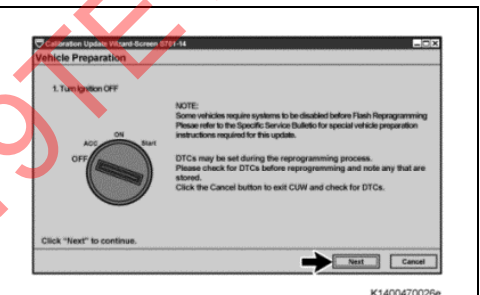 Calibration Update Wizard-Screen 0701-14
Vehicle Preparation
1. Turn Ignition OFF
OFF
ACC
ON
Start
NOTE:
Some vehicles require systems to be disabled before Flash Reprogramming
Plesae refer to the Specific Service Bulletio for special vehicle preparation
instructions required for this update.
DTCs may be set during the reprogramming process.
Please check for DTCs before reprogramming and note any that are
stored.
Click the Cancel button to exit CUW and check for DTCs.
Click "Next" to continue.
Next
Cancel
K1400470026e